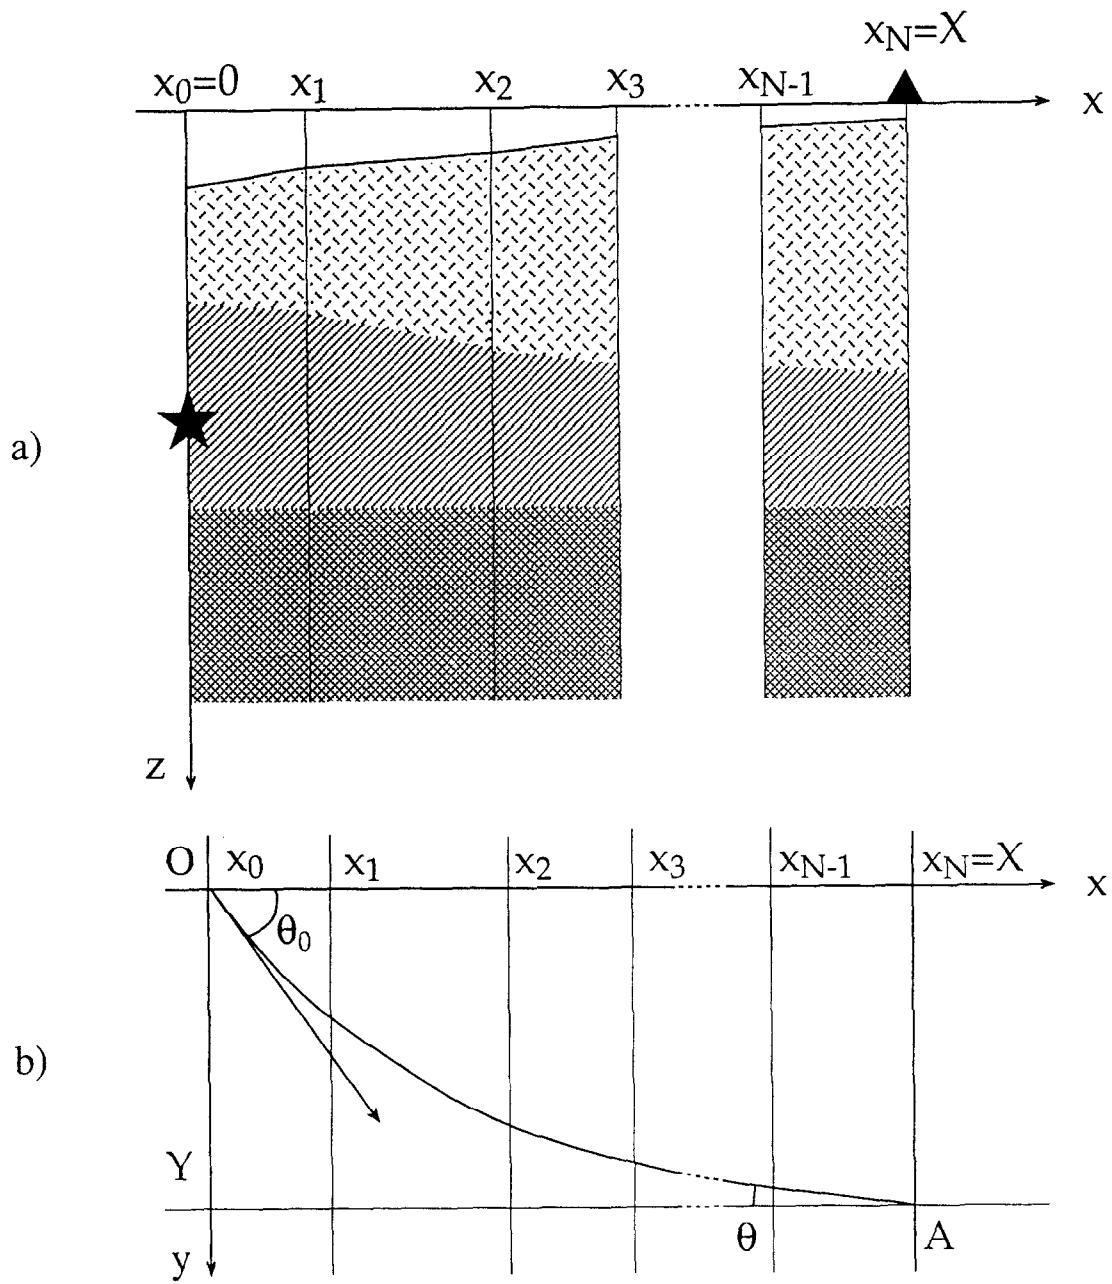 x_N=X
x_0=0 x_1 x_2 x_3 x_{N-1}
x
a)
z
O x_0 x_1 x_2 x_3 x_{N-1} x_N=X
x
θ_0
b)
Y
θ A
y